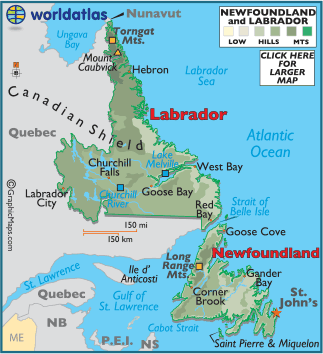 worldatlas
Nunavut
NEWFOUNDLAND
and LABRADOR
LOW HILLS MTS
CLICK HERE
FOR
LARGER
MAP
Ungava
Bay
Torngat
Mts.
Mount
Caubvick
Hebron
Labrador
Sea
Canadian Shield
Quebec
Labrador
Atlantic
Ocean
Churchill
Falls
Lake
Melville
West Bay
Labrador
City
Churchill
River
Goose Bay
Red
Bay
Strait of
Belle Isle
©GraphicMaps.com
150 mi
150 km
Goose Cove
Newfoundland
Long
Range
Mts.
Gander
Bay
St. Lawrence
Ile d'
Anticosti
Corner
Brook
St.
John's
Quebec
Gulf of
St. Lawrence
NB
Cabot Strait
ME
P.E.I.
NS
Saint Pierre & Miquelon